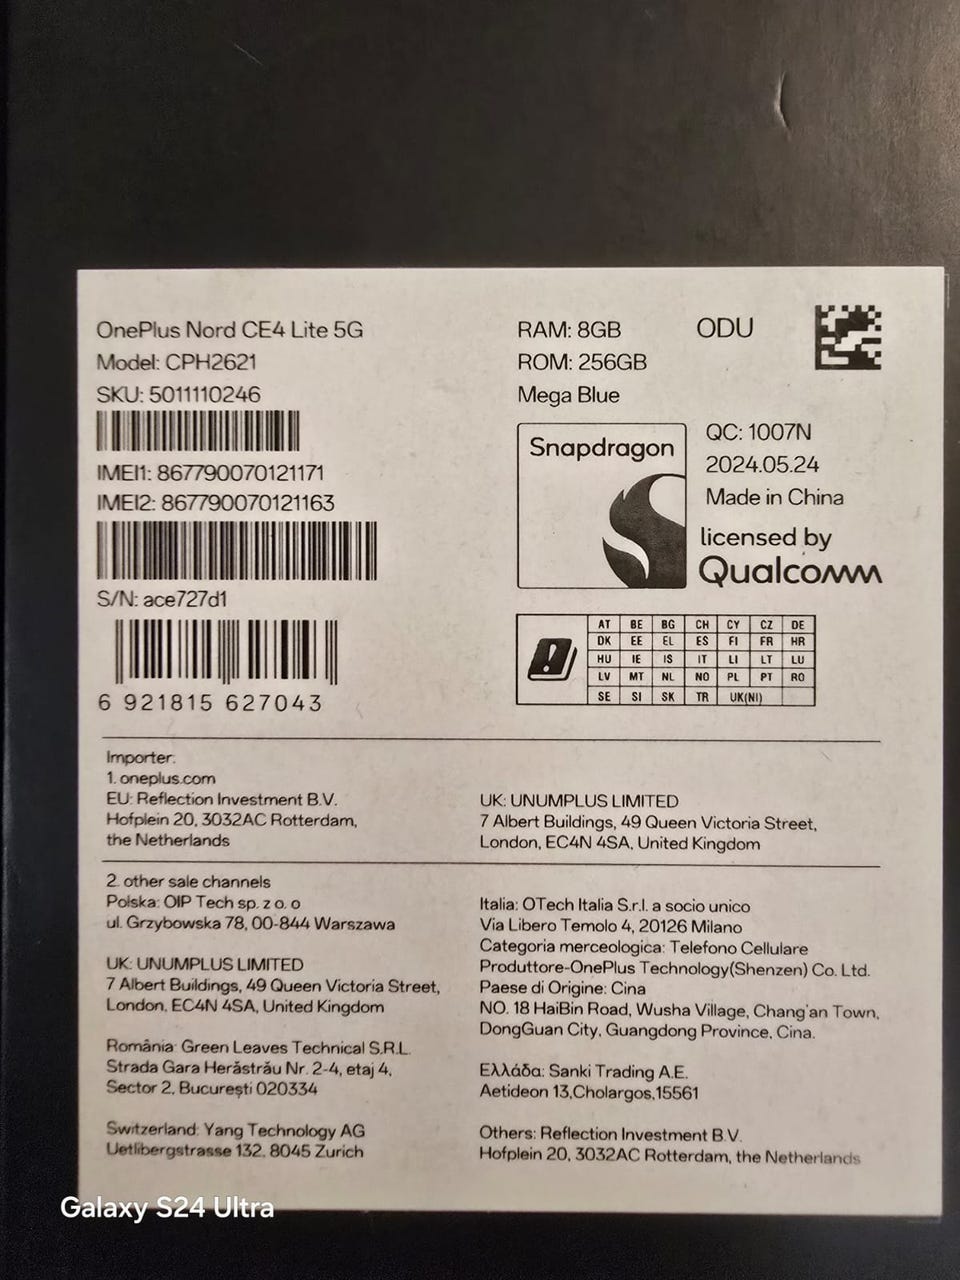 OnePlus Nord CE4 Lite 5G
Model: CPH2621
SKU: 5011110246
IMEI1: 867790070121171
IMEI2: 867790070121163
S/N: ace727d1
6 921815 627043
RAM: 8GB
ROM: 256GB
Mega Blue
ODU
Snapdragon
QC: 1007N
2024.05.24
Made in China
licensed by
Qualcomm
AT BE BG CH CY CZ DE
DK EE EL ES FI FR HR
HU IE IS IT LI LT LU
LV MT NL NO PL PT RO
SE SI SK TR UK(NI)
Importer:
1. oneplus.com
EU: Reflection Investment B.V.
Hofplein 20, 3032AC Rotterdam,
the Netherlands
UK: UNUMPLUS LIMITED
7 Albert Buildings, 49 Queen Victoria Street,
London, EC4N 4SA, United Kingdom
2. other sale channels
Polska: OIP Tech sp. z o. o
ul. Grzybowska 78, 00-844 Warszawa
UK: UNUMPLUS LIMITED
7 Albert Buildings, 49 Queen Victoria Street,
London, EC4N 4SA, United Kingdom
România: Green Leaves Technical S.R.L.
Strada Gara Herăstrău Nr. 2-4, etaj 4,
Sector 2, București 020334
Switzerland: Yang Technology AG
Uetlibergstrasse 132, 8045 Zurich
Italia: OTech Italia S.r.l. a socio unico
Via Libero Temolo 4, 20126 Milano
Categoria merceologica: Telefono Cellulare
Produttore-OnePlus Technology(Shenzen) Co. Ltd.
Paese di Origine: Cina
NO. 18 HaiBin Road, Wusha Village, Chang'an Town,
DongGuan City, Guangdong Province, Cina.
Ελλάδα: Sanki Trading A.E.
Aetideon 13,Cholargos,15561
Others: Reflection Investment B.V.
Hofplein 20, 3032AC Rotterdam, the Netherlands
Galaxy S24 Ultra